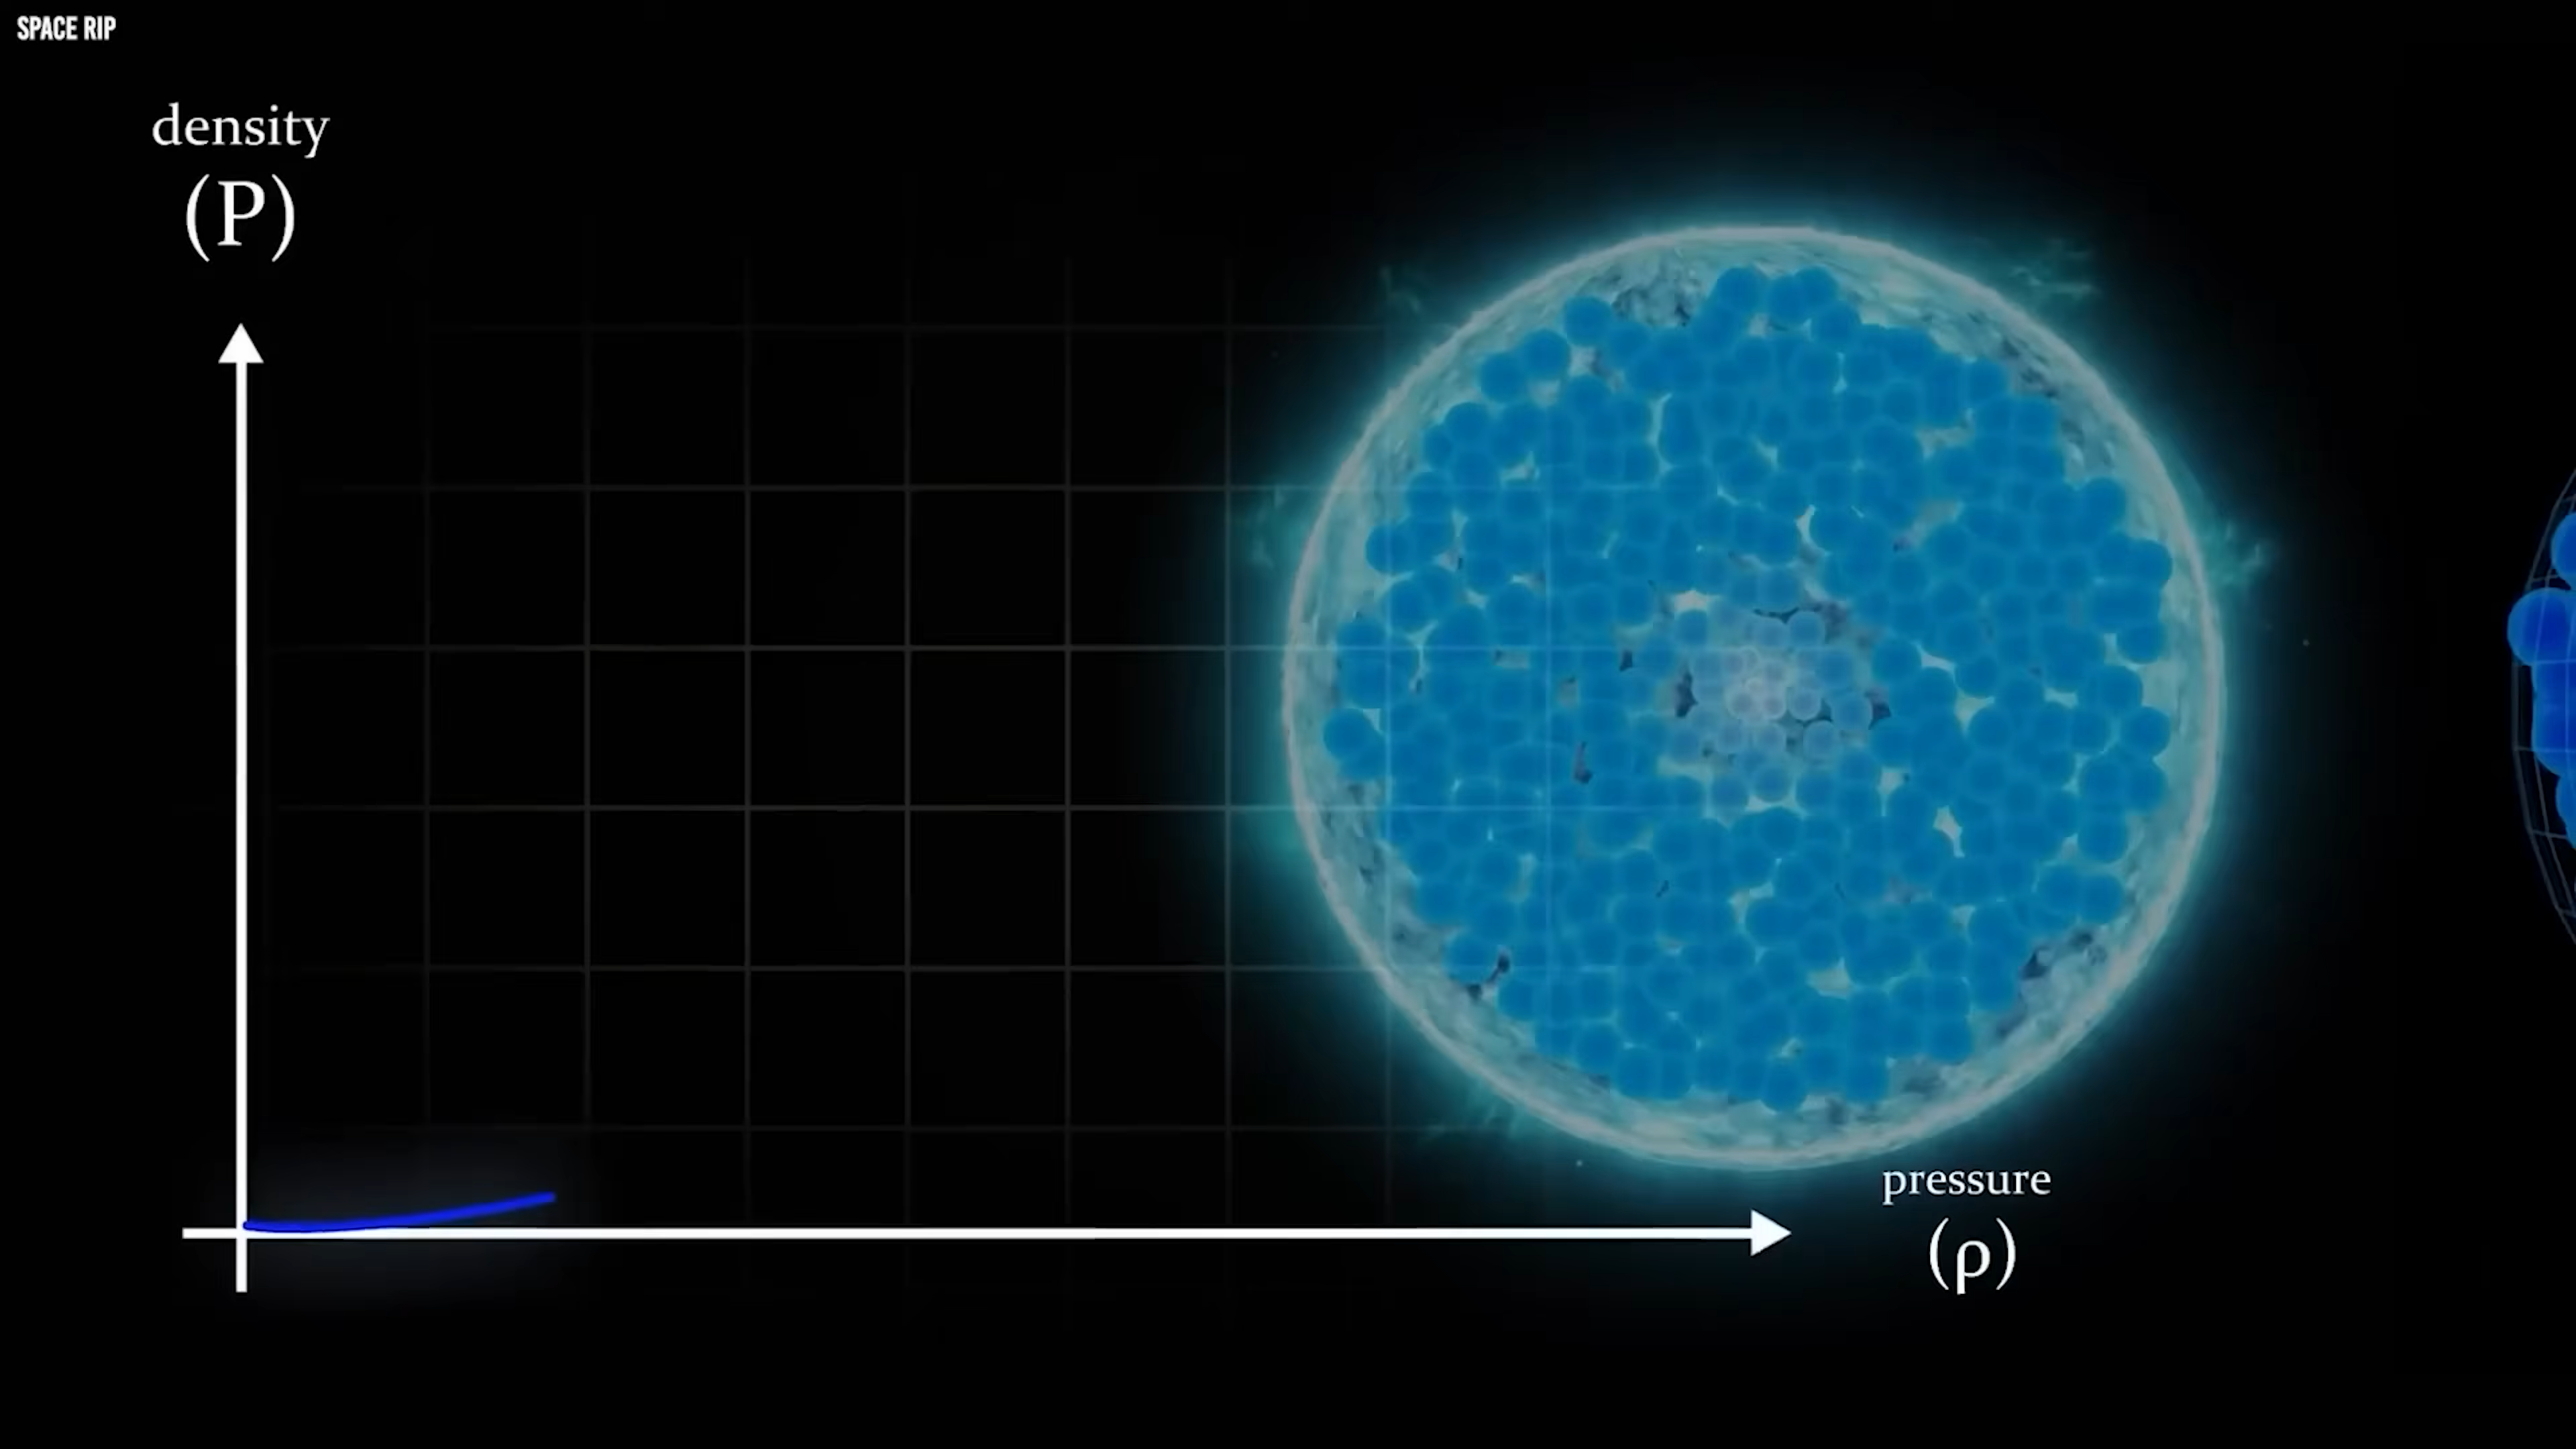 SPACE RIP
density
(P)
pressure
(ρ)